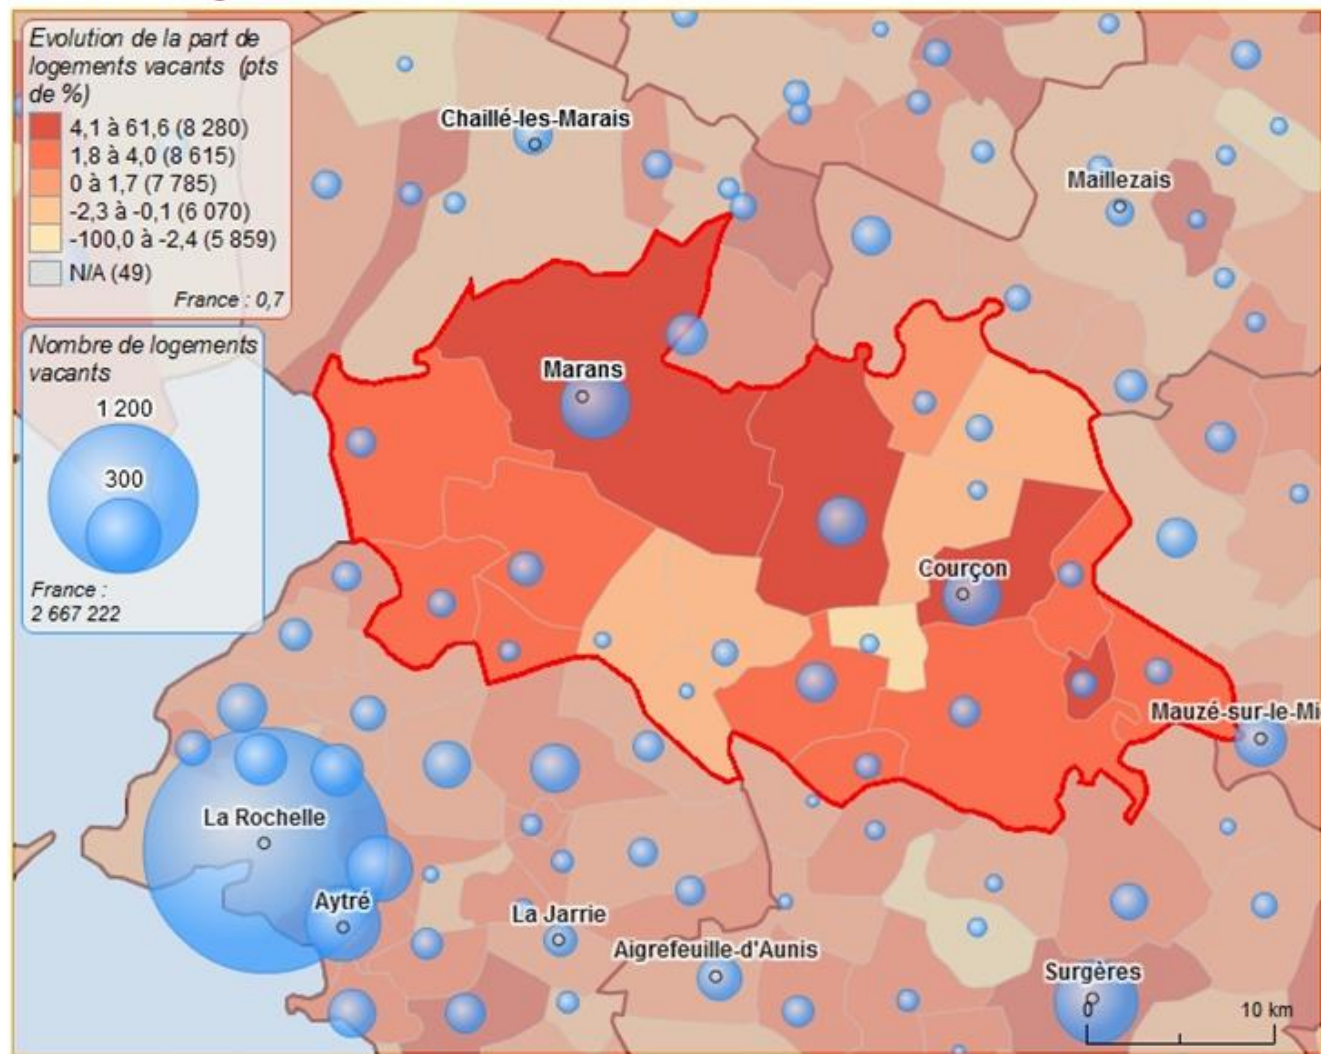 Evolution de la part de
logements vacants (pts
de %)
4,1 à 61,6 (8 280)
1,8 à 4,0 (8 615)
0 à 1,7 (7 785)
-2,3 à -0,1 (6 070)
-100,0 à -2,4 (5 859)
N/A (49)
France : 0,7
Nombre de logements
vacants
1 200
300
France :
2 667 222
Chaillé-les-Marais
Maillezais
Marans
Courçon
Mauzé-sur-le-Mi
La Rochelle
Aytré
La Jarrie
Aigrefeuille-d'Aunis
Surgères
0 10 km